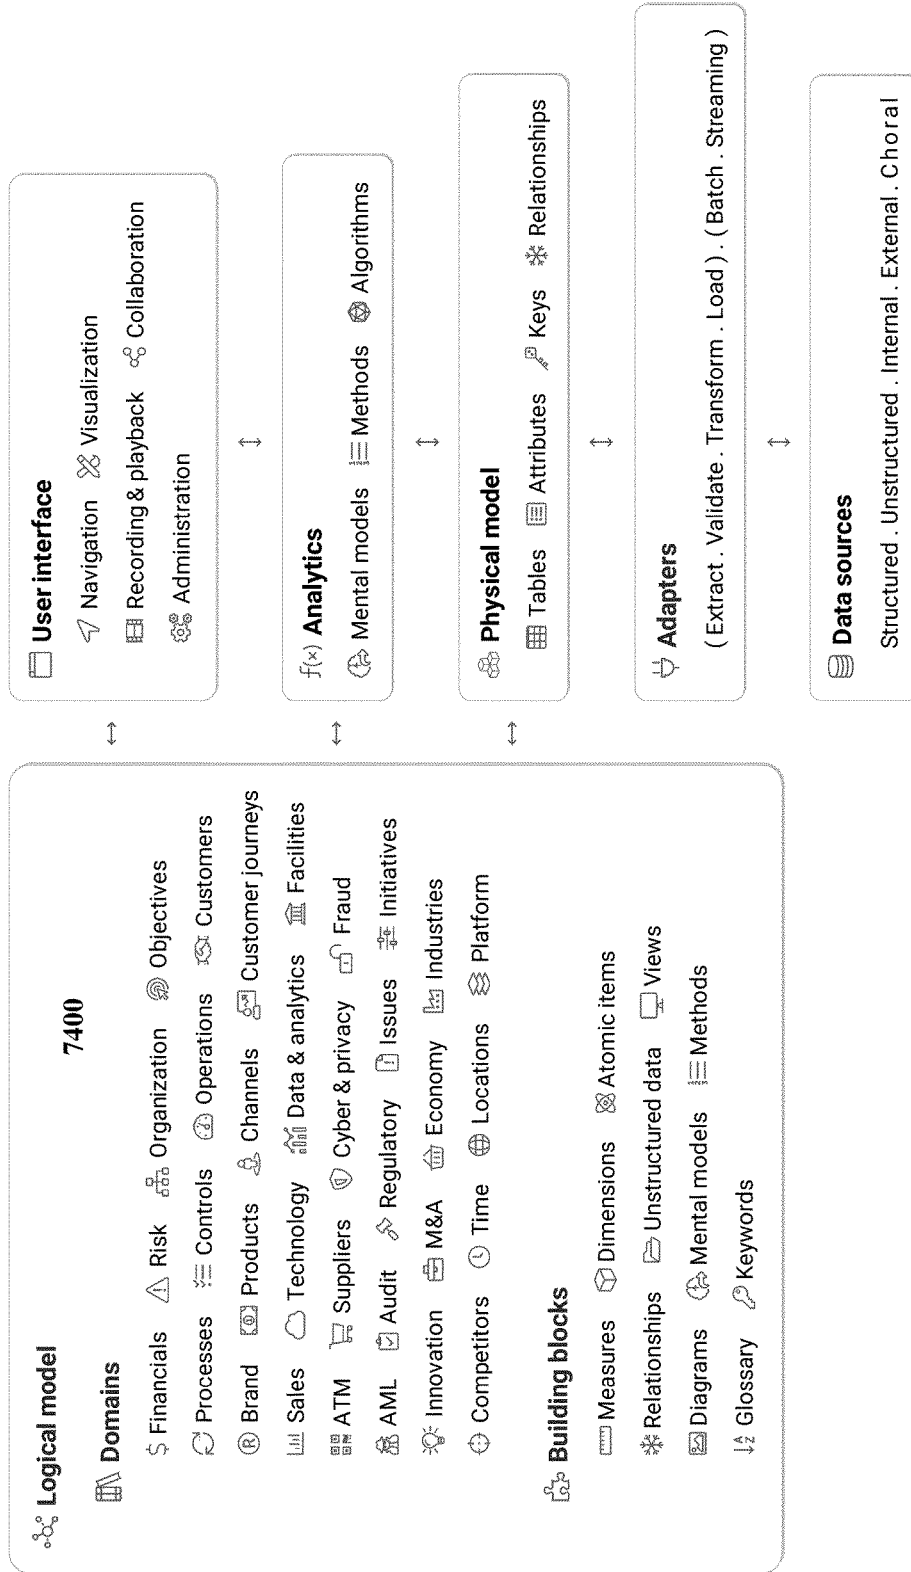 Logical model
7400
Domains
Financials Risk Organization Objectives
Processes Controls Operations Customers
Brand Products Channels Customer journeys
Sales Technology Data & analytics Facilities
ATM Suppliers Cyber & privacy Fraud
AML Audit Regulatory Issues Initiatives
Innovation M&A Economy Industries
Competitors Time Locations Platform
Building blocks
Measures Dimensions Atomic items
Relationships Unstructured data Views
Diagrams Mental models Methods
Glossary Keywords
User interface
Navigation Visualization
Recording & playback Collaboration
Administration
f(x) Analytics
Mental models Methods Algorithms
Physical model
Tables Attributes Keys Relationships
Adapters
( Extract . Validate . Transform . Load ) . ( Batch . Streaming )
Data sources
Structured . Unstructured . Internal . External . Choral